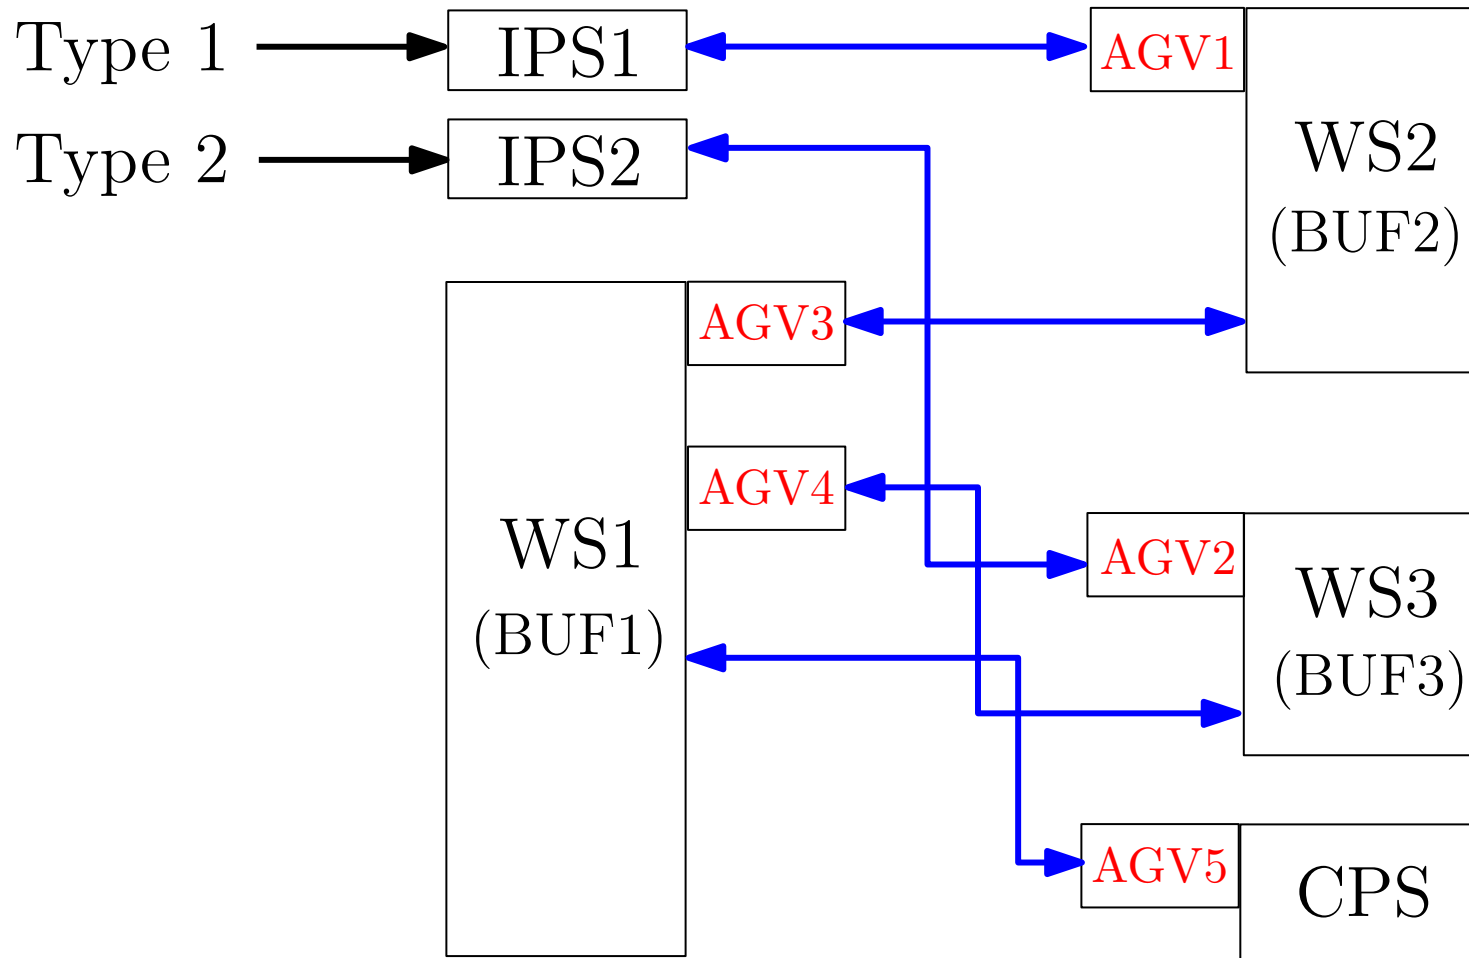 Type 1
IPS1
AGV1
Type 2
IPS2
WS2
(BUF2)
AGV3
AGV4
WS1
(BUF1)
AGV2
WS3
(BUF3)
AGV5
CPS